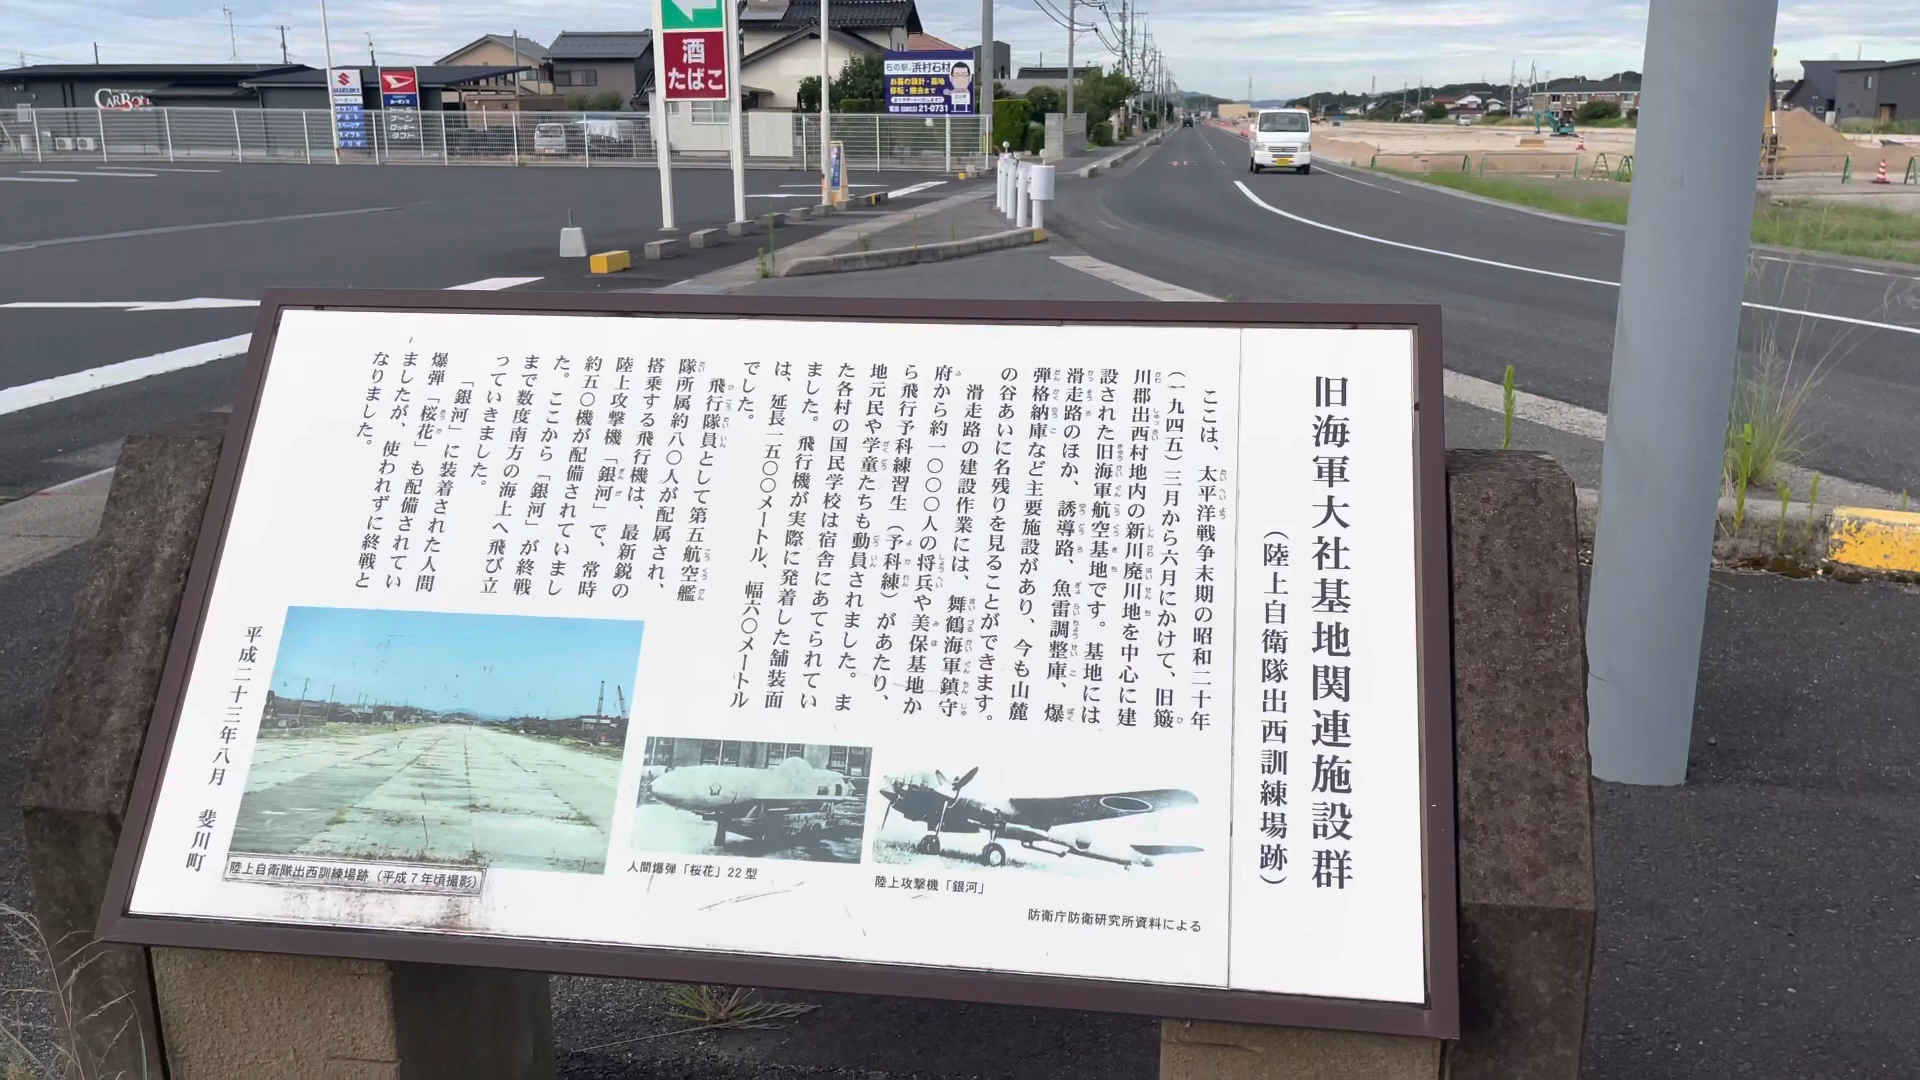 旧海軍大社基地関連施設群
（陸上自衛隊出西訓練場跡）
ここは、太平洋戦争末期の昭和二十年
（一九四五）三月から六月にかけて、旧簸
川郡出西村地内の新川廃川地を中心に建
設された旧海軍航空基地です。基地には
滑走路のほか、誘導路、魚雷調整庫、爆
弾格納庫など主要施設があり、今も山麓
の谷あいに名残りを見ることができます。
滑走路の建設作業には、舞鶴海軍鎮守
府から約一〇〇〇人の将兵や美保基地か
ら飛行予科練習生（予科練）があたり、
地元民や学童たちも動員されました。ま
た各村の国民学校は宿舎にあてられてい
ました。飛行機が実際に発着した舗装面
は、延長一五〇〇メートル、幅六〇メートル
でした。
飛行隊員として第五航空艦
隊所属約八〇人が配属され、
搭乗する飛行機は、最新鋭の
陸上攻撃機「銀河」で、常時
約五〇機が配備されていまし
た。ここから「銀河」が終戦
まで数度南方の海上へ飛び立
っていきました。
「銀河」に装着された人間
爆弾「桜花」も配備されてい
ましたが、使われずに終戦と
なりました。
陸上攻撃機「銀河」
人間爆弾「桜花」22型
陸上自衛隊出西訓練場跡（平成7年頃撮影）
防衛庁防衛研究所資料による
平成二十三年八月　斐川町
酒
たばこ
石の駅 浜村石材
お墓の設計・墓地
電話(0853)21-0731
SUZUKI
DAIHATSU